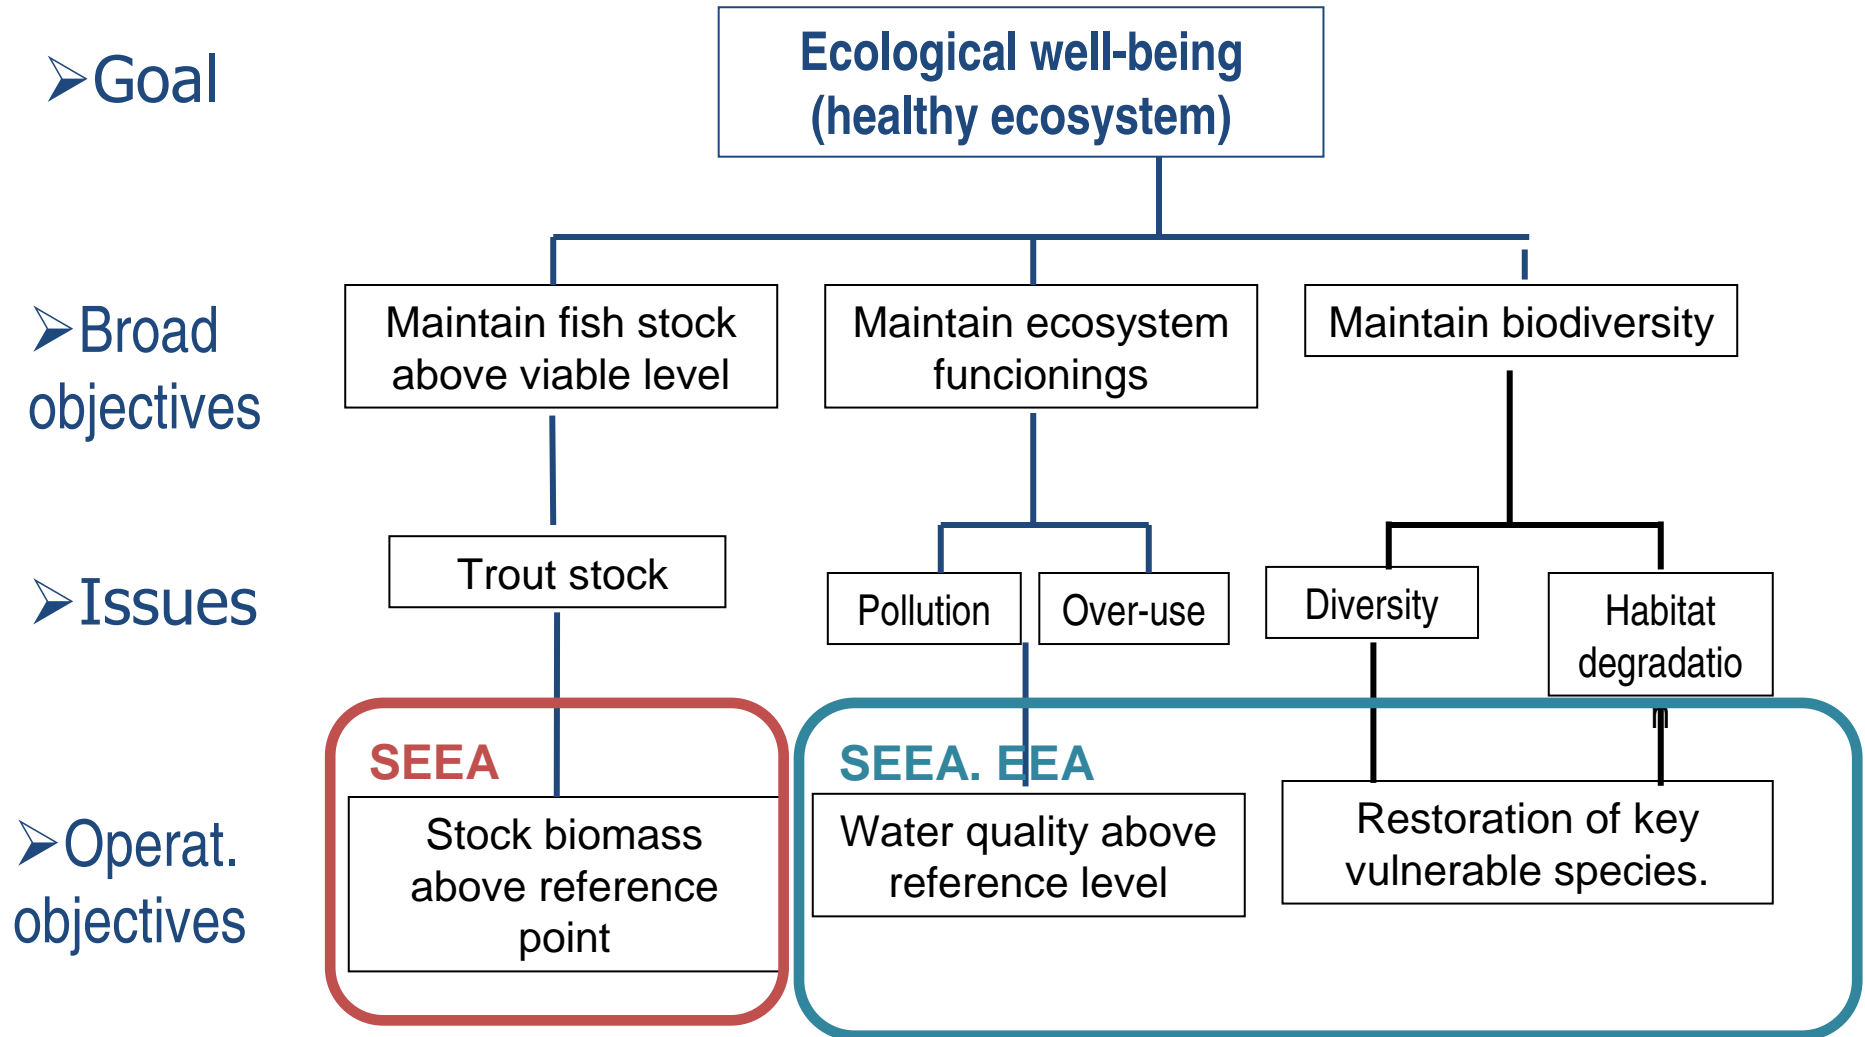 ➢Goal
Ecological well-being
(healthy ecosystem)
➢Broad
objectives
Maintain fish stock
above viable level
Maintain ecosystem
funcionings
Maintain biodiversity
➢Issues
Trout stock
Pollution
Over-use
Diversity
Habitat
degradatio
n
SEEA
SEEA. EEA
➢Operat.
objectives
Stock biomass
above reference
point
Water quality above
reference level
Restoration of key
vulnerable species.